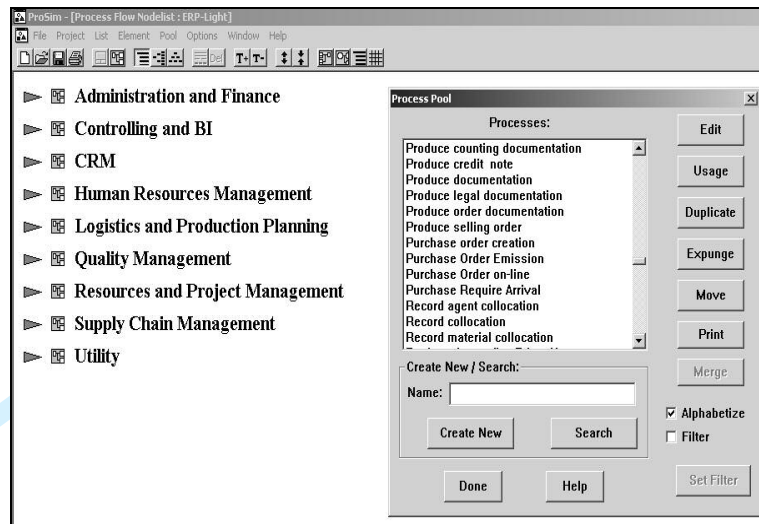 ProSim - [Process Flow Nodelist : ERP-Light]
File Project List Element Pool Options Window Help
Del T+ T-
Administration and Finance
Controlling and BI
CRM
Human Resources Management
Logistics and Production Planning
Quality Management
Resources and Project Management
Supply Chain Management
Utility
Process Pool
Processes:
Produce counting documentation
Produce credit note
Produce documentation
Produce legal documentation
Produce order documentation
Produce selling order
Purchase order creation
Purchase Order Emission
Purchase Order on-line
Purchase Require Arrival
Record agent collocation
Record collocation
Record material collocation
Edit
Usage
Duplicate
Expunge
Move
Print
Merge
Alphabetize
Filter
Set Filter
Create New / Search:
Name:
Create New
Search
Done
Help